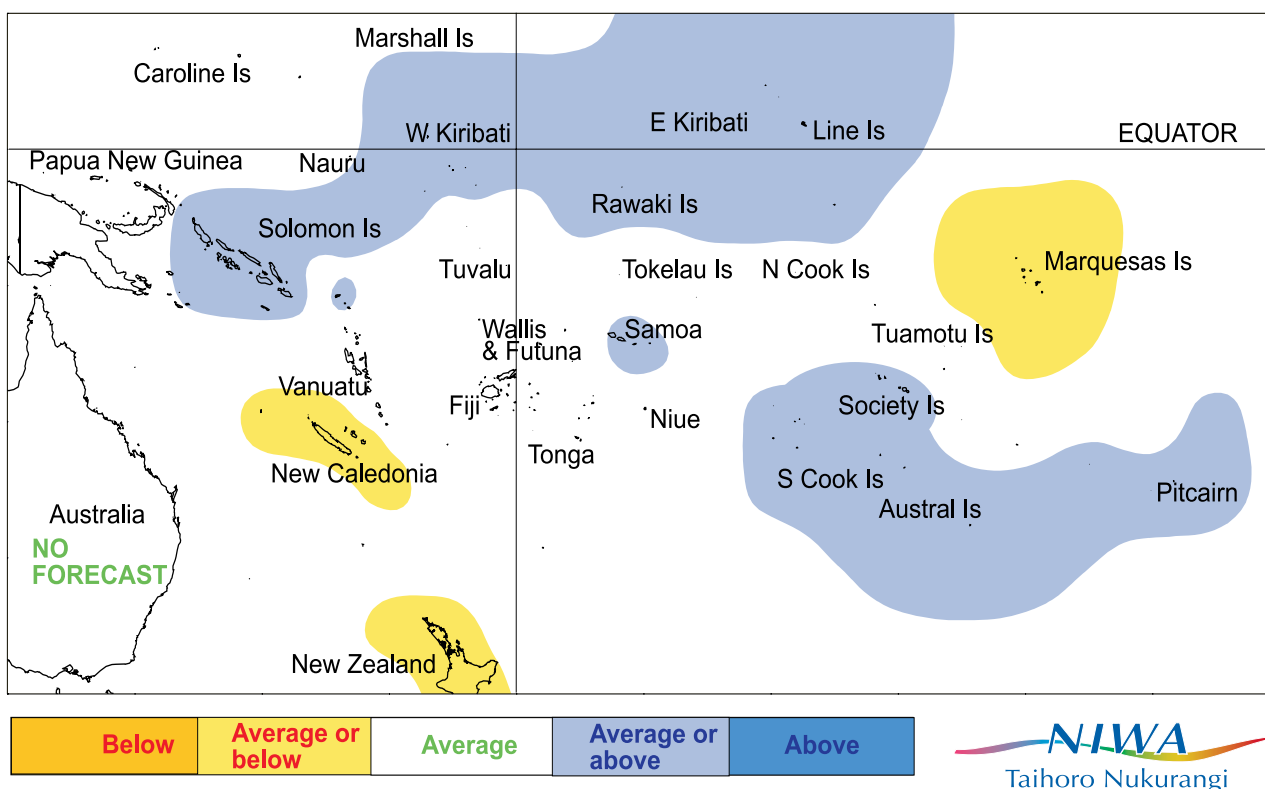 Marshall Is
Caroline Is
W Kiribati
E Kiribati
Line Is
EQUATOR
Papua New Guinea
Nauru
Rawaki Is
Solomon Is
Tuvalu
Tokelau Is
N Cook Is
Marquesas Is
Wallis
& Futuna
Samoa
Tuamotu Is
Vanuatu
Fiji
Niue
Society Is
Tonga
New Caledonia
S Cook Is
Austral Is
Pitcairn
Australia
NO
FORECAST
New Zealand
Below
Average or
below
Average
Average or
above
Above
NIWA
Taihoro Nukurangi